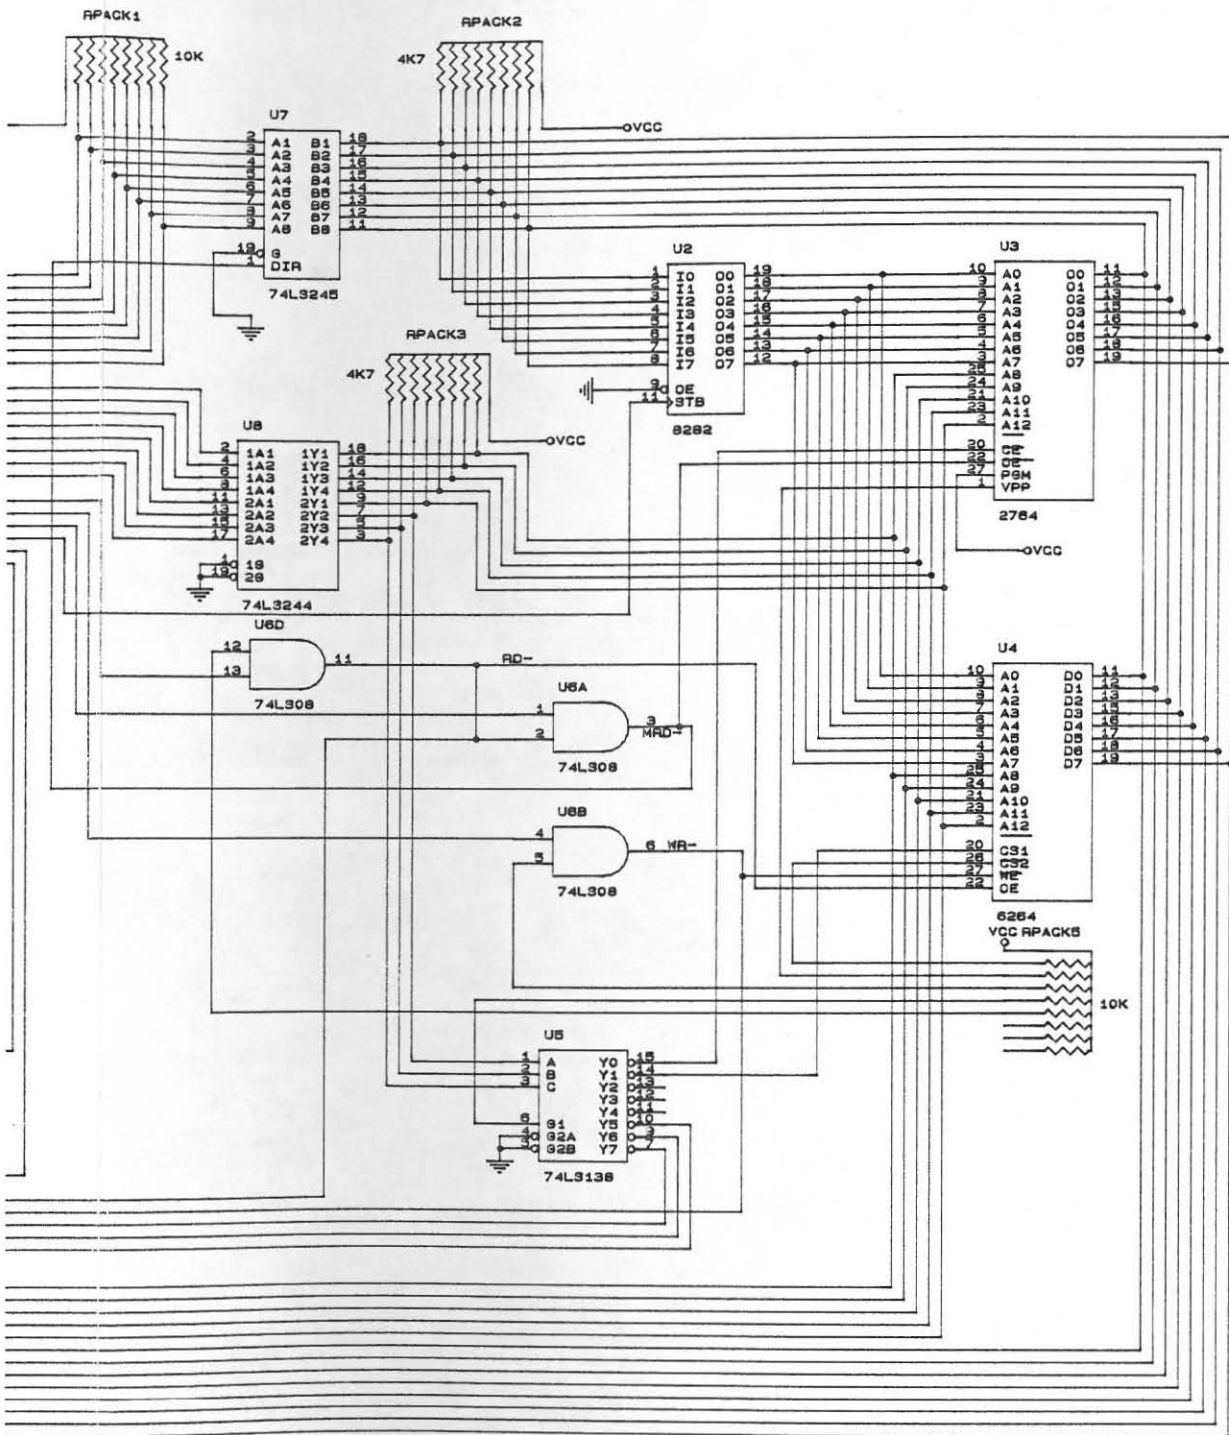 RPACK1
10K
RPACK2
4K7
VCC
U7
2 A1 B1 18
3 A2 B2 17
4 A3 B3 16
5 A4 B4 15
6 A5 B5 14
7 A6 B6 13
8 A7 B7 12
9 A8 B8 11
19 G
1 DIR
74LS245
U2
1 I0 O0 19
2 I1 O1 18
3 I2 O2 17
4 I3 O3 16
5 I4 O4 15
6 I5 O5 14
7 I6 O6 13
8 I7 O7 12
9 OE
11 STB
8282
U3
10 A0 O0 11
9 A1 O1 12
8 A2 O2 13
7 A3 O3 15
6 A4 O4 16
5 A5 O5 17
4 A6 O6 18
3 A7 O7 19
25 A8
24 A9
21 A10
23 A11
2 A12
20 CE
22 OE
27 PGM
1 VPP
2764
VCC
RPACK3
4K7
VCC
U8
2 1A1 1Y1 18
4 1A2 1Y2 16
6 1A3 1Y3 14
8 1A4 1Y4 12
11 2A1 2Y1 9
13 2A2 2Y2 7
15 2A3 2Y3 5
17 2A4 2Y4 3
1 1G
19 2G
74LS244
U6D
12
13
11
RD-
74LS08
U6A
1
2
3
MRD-
74LS08
U6B
4
5
6 WR-
74LS08
U4
10 A0 D0 11
9 A1 D1 12
8 A2 D2 13
7 A3 D3 15
6 A4 D4 16
5 A5 D5 17
4 A6 D6 18
3 A7 D7 19
25 A8
24 A9
21 A10
23 A11
2 A12
20 CS1
26 CS2
27 WE
22 OE
6264
VCC RPACK5
10K
U5
1 A Y0 15
2 B Y1 14
3 C Y2 13
Y3 12
Y4 11
6 G1 Y5 10
4 G2A Y6 9
5 G2B Y7 7
74LS138